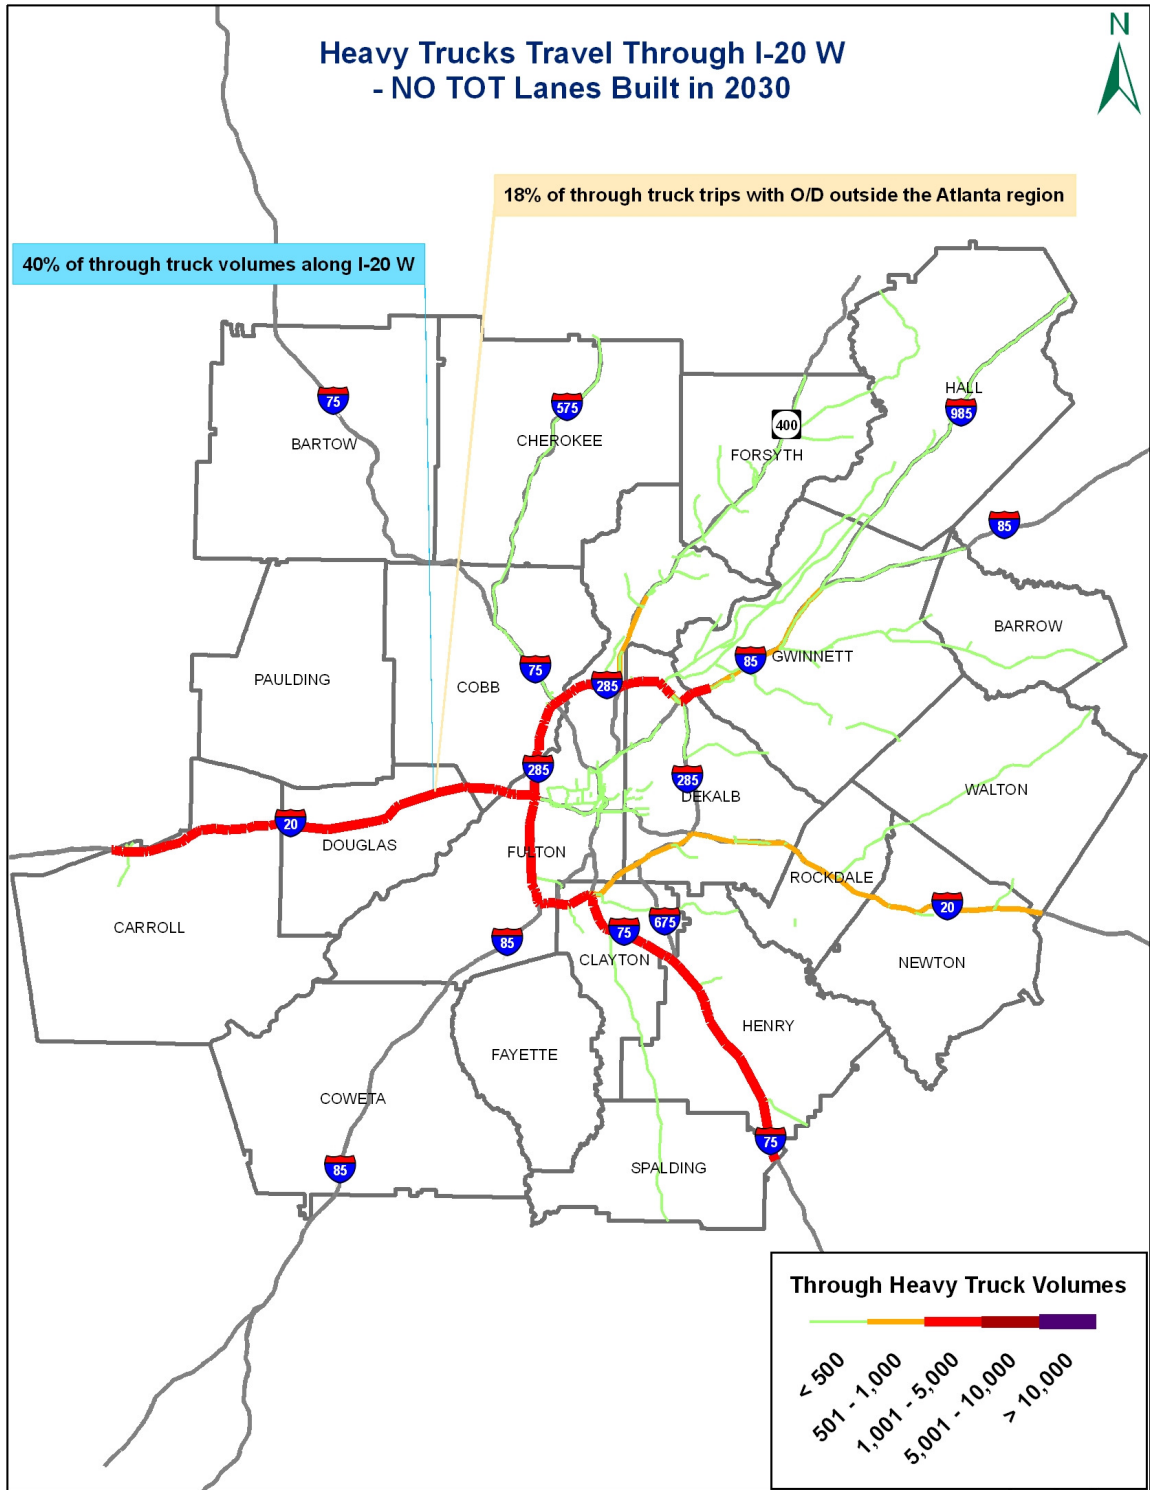 Heavy Trucks Travel Through I-20 W
- NO TOT Lanes Built in 2030
N
18% of through truck trips with O/D outside the Atlanta region
40% of through truck volumes along I-20 W
75
BARTOW
575
CHEROKEE
400
FORSYTH
HALL
985
85
BARROW
PAULDING
COBB
75
285
85
GWINNETT
285
285
DEKALB
WALTON
20
DOUGLAS
FULTON
ROCKDALE
20
CARROLL
85
75
675
CLAYTON
NEWTON
HENRY
FAYETTE
COWETA
85
SPALDING
75
Through Heavy Truck Volumes
< 500
501 - 1,000
1,001 - 5,000
5,001 - 10,000
> 10,000